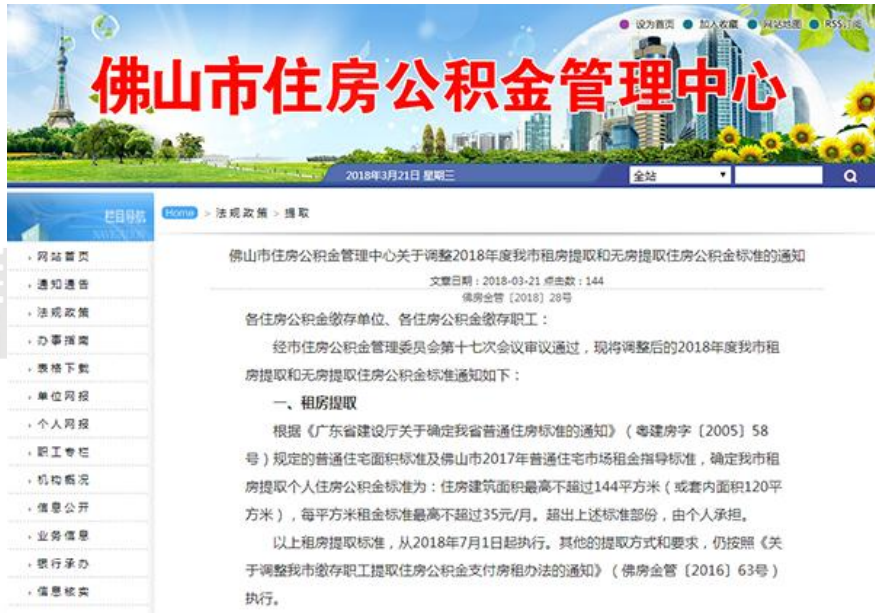 设为首页 加入收藏 网站地图 RSS订阅
佛山市住房公积金管理中心
2018年3月21日 星期三
全站
栏目导航
NAVIGATION
Home > 法规政策 > 提取
网站首页
通知通告
法规政策
办事指南
表格下载
单位网报
个人网报
职工专栏
机构概况
信息公开
业务信息
银行承办
信息核实
佛山市住房公积金管理中心关于调整2018年度我市租房提取和无房提取住房公积金标准的通知
文章日期：2018-03-21 点击数：144
佛房金管〔2018〕28号
各住房公积金缴存单位、各住房公积金缴存职工：
经市住房公积金管理委员会第十七次会议审议通过，现将调整后的2018年度我市租
房提取和无房提取住房公积金标准通知如下：
一、租房提取
根据《广东省建设厅关于确定我省普通住房标准的通知》（粤建房字〔2005〕58
号）规定的普通住宅面积标准及佛山市2017年普通住宅市场租金指导标准，确定我市租
房提取个人住房公积金标准为：住房建筑面积最高不超过144平方米（或套内面积120平
方米），每平方米租金标准最高不超过35元/月。超出上述标准部份，由个人承担。
以上租房提取标准，从2018年7月1日起执行。其他的提取方式和要求，仍按照《关
于调整我市缴存职工提取住房公积金支付房租办法的通知》（佛房金管〔2016〕63号）
执行。